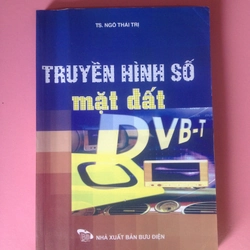 TS. NGÔ THÁI TRỊ
TRUYỀN HÌNH SỐ
mặt đất
DVB-T
NHÀ XUẤT BẢN BƯU ĐIỆN